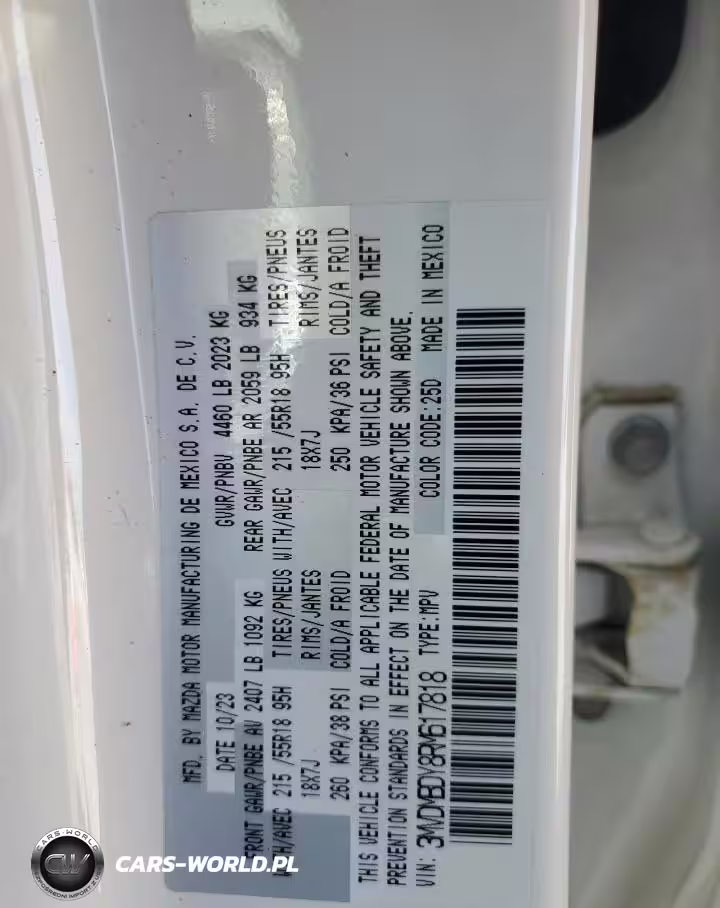 MFD. BY MAZDA MOTOR MANUFACTURING DE MEXICO S.A. DE C.V.
DATE 10/23 GVWR/PNBV 4460 LB 2023 KG
FRONT GAWR/PNBE AV 2407 LB 1092 KG REAR GAWR/PNBE AR 2059 LB 934 KG
WITH/AVEC 215 /55R18 95H TIRES/PNEUS WITH/AVEC 215 /55R18 95H TIRES/PNEUS
18X7J RIMS/JANTES 18X7J RIMS/JANTES
260 KPA/38 PSI COLD/A FROID 250 KPA/36 PSI COLD/A FROID
THIS VEHICLE CONFORMS TO ALL APPLICABLE FEDERAL MOTOR VEHICLE SAFETY AND THEFT
PREVENTION STANDARDS IN EFFECT ON THE DATE OF MANUFACTURE SHOWN ABOVE.
VIN: 3MVDMBDY8RM617818 TYPE:MPV COLOR CODE:25D MADE IN MEXICO
CARS-WORLD
CW
CARS-WORLD.PL